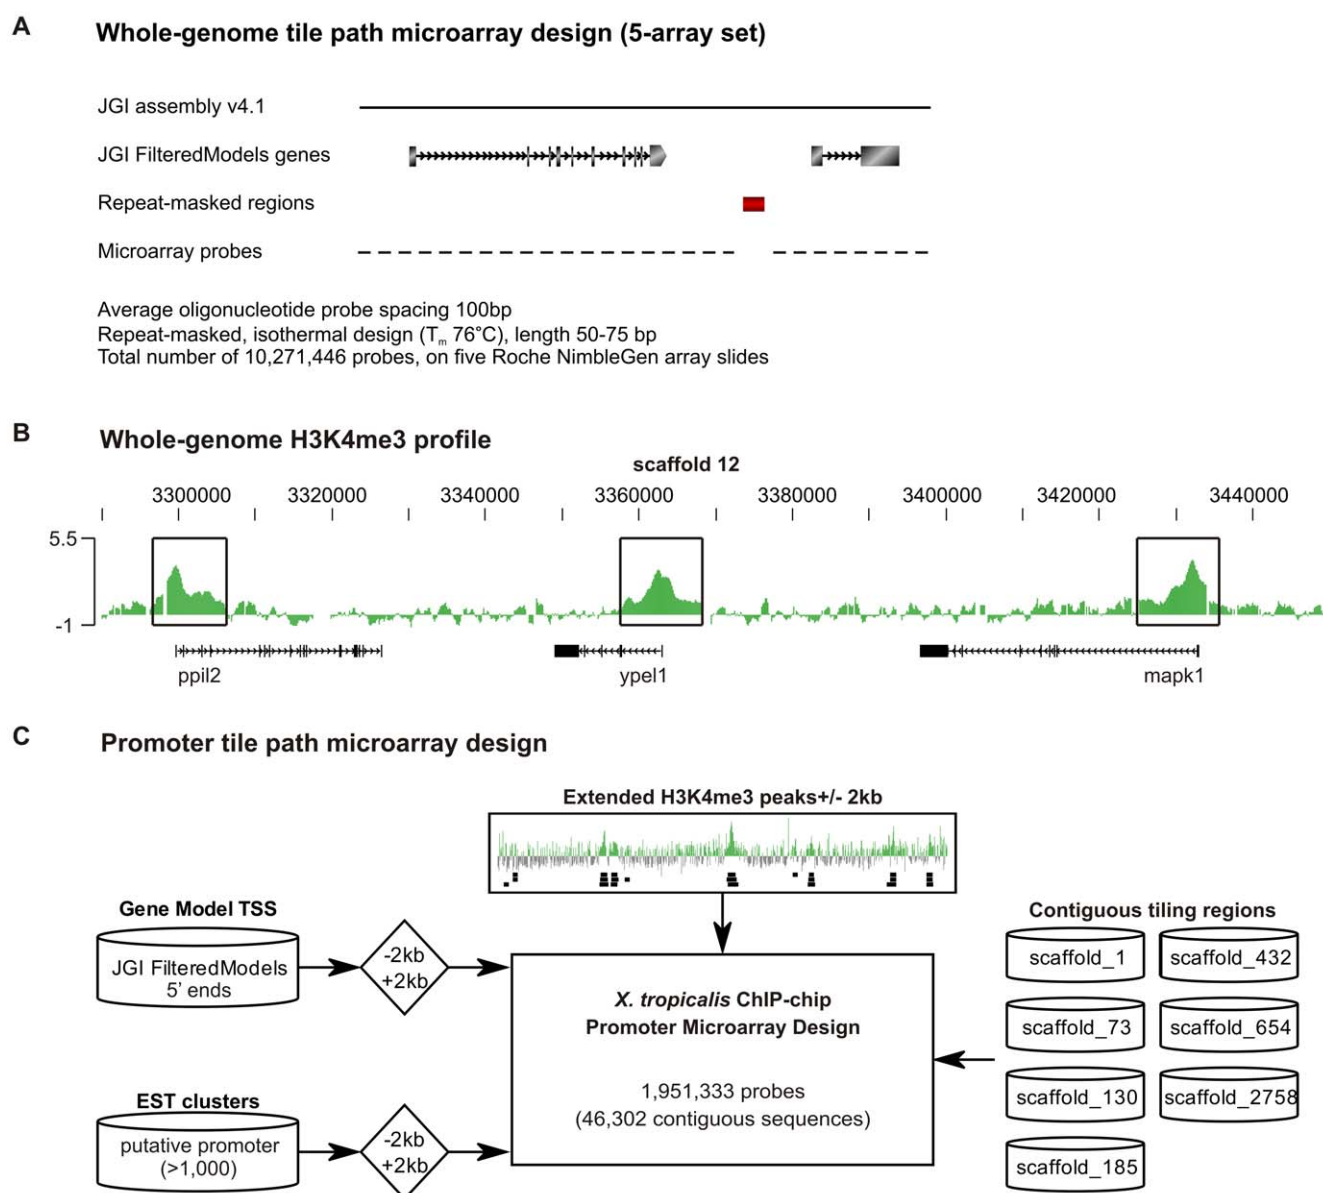 A
Whole-genome tile path microarray design (5-array set)
JGI assembly v4.1
JGI FilteredModels genes
Repeat-masked regions
Microarray probes
Average oligonucleotide probe spacing 100bp
Repeat-masked, isothermal design (Tm 76°C), length 50-75 bp
Total number of 10,271,446 probes, on five Roche NimbleGen array slides
B
Whole-genome H3K4me3 profile
scaffold 12
3300000 3320000 3340000 3360000 3380000 3400000 3420000 3440000
5.5
-1
ppil2 ypel1 mapk1
C
Promoter tile path microarray design
Extended H3K4me3 peaks+/- 2kb
Gene Model TSS
JGI FilteredModels
5' ends
-2kb
+2kb
EST clusters
putative promoter
(>1,000)
-2kb
+2kb
X. tropicalis ChIP-chip
Promoter Microarray Design
1,951,333 probes
(46,302 contiguous sequences)
Contiguous tiling regions
scaffold_1 scaffold_432
scaffold_73 scaffold_654
scaffold_130 scaffold_2758
scaffold_185